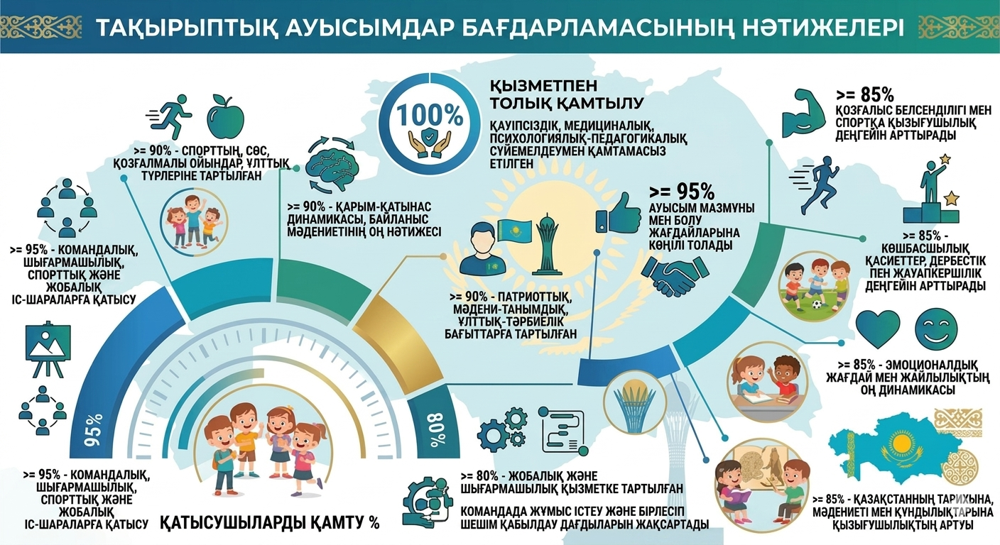 ТАҚЫРЫПТЫҚ АУЫСЫМДАР БАҒДАРЛАМАСЫНЫҢ НӘТИЖЕЛЕРІ
>= 90% - СПОРТТЫҢ, СӨС,
ҚОЗҒАЛМАЛЫ ОЙЫНДАР, ҰЛТТЫҚ
ТҮРЛЕРІНЕ ТАРТЫЛҒАН
100%
ҚЫЗМЕТПЕН
ТОЛЫҚ ҚАМТЫЛУ
ҚАУІПСІЗДІК, МЕДИЦИНАЛЫҚ,
ПСИХОЛОГИЯЛЫҚ-ПЕДАГОГИКАЛЫҚ
СҮЙЕМЕЛДЕУМЕН ҚАМТАМАСЫЗ
ЕТІЛГЕН
>= 85%
ҚОЗҒАЛЫС БЕЛСЕНДІЛІГІ МЕН
СПОРТҚА ҚЫЗЫҒУШЫЛЫҚ
ДЕҢГЕЙІН АРТТЫРАДЫ
>= 90% - ҚАРЫМ-ҚАТЫНАС
ДИНАМИКАСЫ, БАЙЛАНЫС
МӘДЕНИЕТІНІҢ ОҢ НӘТИЖЕСІ
>= 95%
АУЫСЫМ МАЗМҰНЫ
МЕН БОЛУ
ЖАҒДАЙЛАРЫНА
КӨҢІЛІ ТОЛАДЫ
>= 85% -
КӨШБАСШЫЛЫҚ
ҚАСИЕТТЕР, ДЕРБЕСТІК
ПЕН ЖАУАПКЕРШІЛІК
ДЕҢГЕЙІН АРТТЫРАДЫ
>= 95% - КОМАНДАЛЫҚ,
ШЫҒАРМАШЫЛЫҚ,
СПОРТТЫҚ ЖӘНЕ
ЖОБАЛЫҚ
ІС-ШАРАЛАРҒА ҚАТЫСУ
>= 90% - ПАТРИОТТЫҚ,
МӘДЕНИ-ТАНЫМДЫҚ,
ҰЛТТЫҚ-ТӘРБИЕЛІК
БАҒЫТТАРҒА ТАРТЫЛҒАН
>= 85% - ЭМОЦИОНАЛДЫҚ
ЖАҒДАЙ МЕН ЖАЙЛЫЛЫҚТЫҢ
ОҢ ДИНАМИКАСЫ
95%
80%
>= 95% - КОМАНДАЛЫҚ,
ШЫҒАРМАШЫЛЫҚ,
СПОРТТЫҚ ЖӘНЕ
ЖОБАЛЫҚ
ІС-ШАРАЛАРҒА ҚАТЫСУ
ҚАТЫСУШЫЛАРДЫ ҚАМТУ %
>= 80% - ЖОБАЛЫҚ ЖӘНЕ
ШЫҒАРМАШЫЛЫҚ ҚЫЗМЕТКЕ ТАРТЫЛҒАН
КОМАНДАДА ЖҰМЫС ІСТЕУ ЖӘНЕ БІРЛЕСІП
ШЕШІМ ҚАБЫЛДАУ ДАҒДЫЛАРЫН ЖАҚСАРТАДЫ
>= 85% - ҚАЗАҚСТАННЫҢ ТАРИХЫНА,
МӘДЕНИЕТІ МЕН ҚҰНДЫЛЫҚТАРЫНА
ҚЫЗЫҒУШЫЛЫҚТЫҢ АРТУЫ